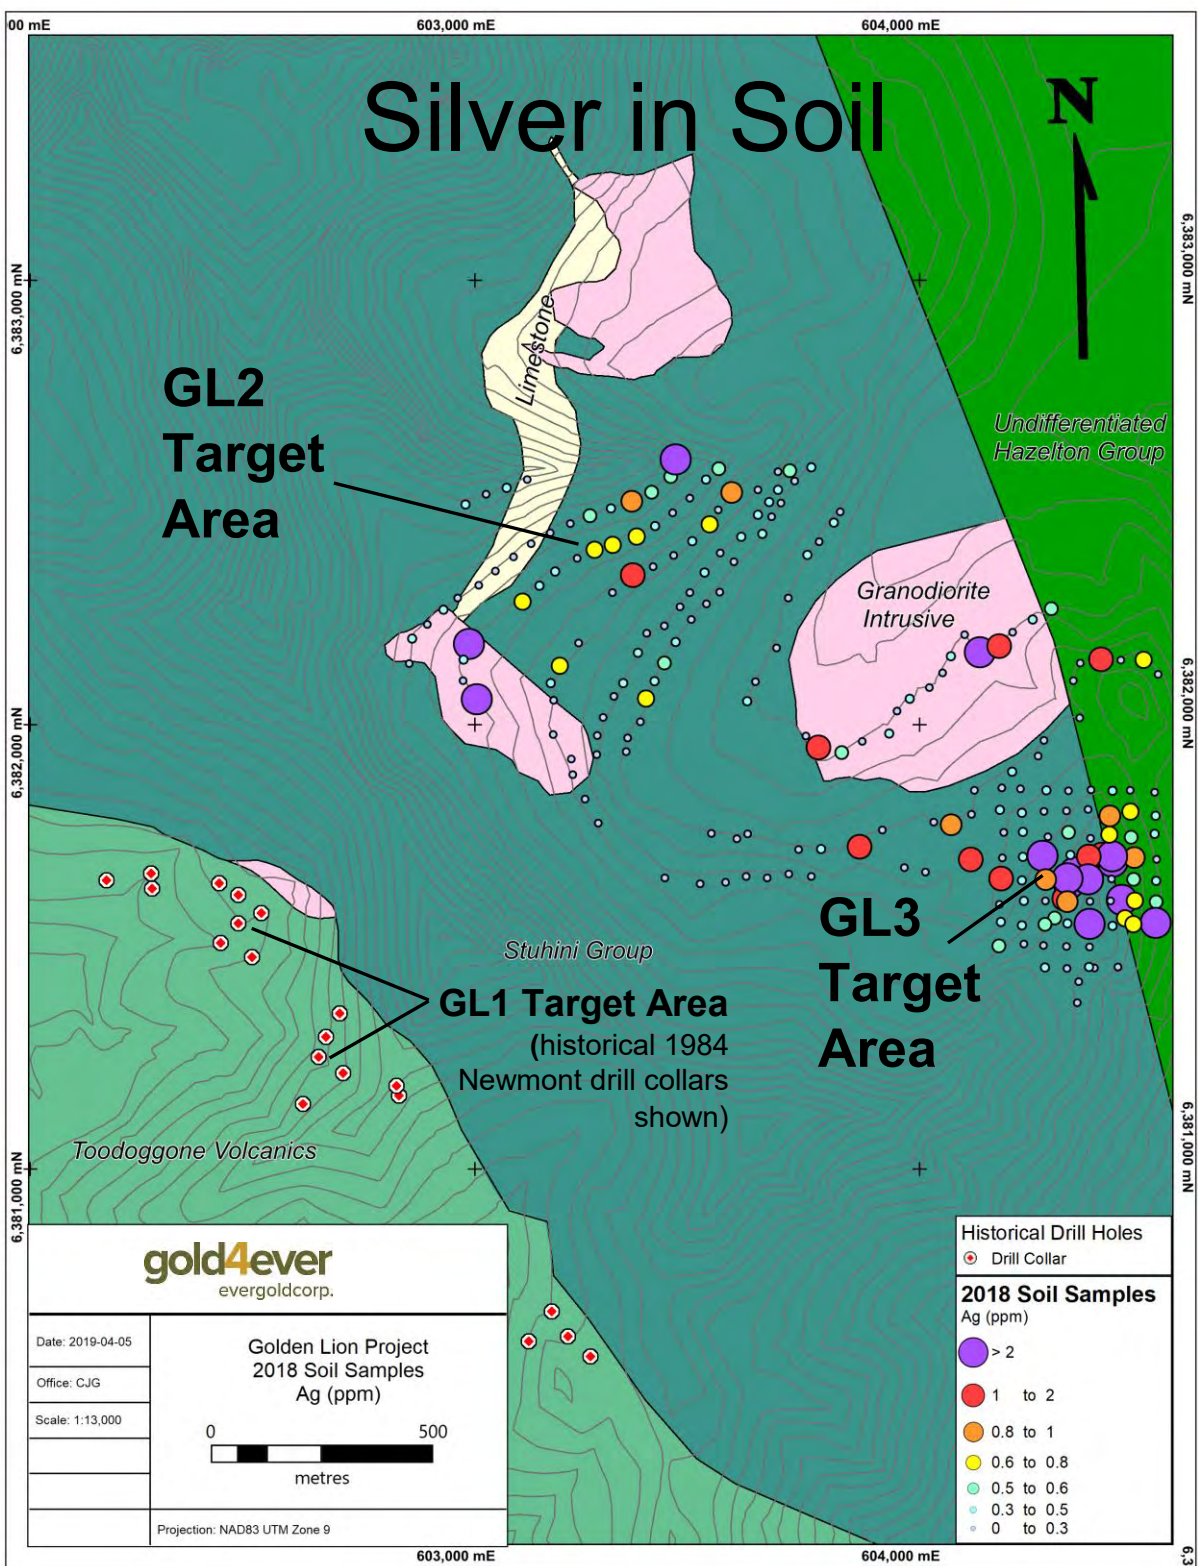 00 mE
603,000 mE
604,000 mE
Silver in Soil
N
6,383,000 mN
6,383,000 mN
Limestone
GL2
Target
Area
Undifferentiated
Hazelton Group
Granodiorite
Intrusive
6,382,000 mN
6,382,000 mN
GL3
Target
Area
Stuhini Group
GL1 Target Area
(historical 1984
Newmont drill collars
shown)
Toodoggone Volcanics
6,381,000 mN
6,381,000 mN
gold4ever
evergoldcorp.
Date: 2019-04-05
Office: CJG
Scale: 1:13,000
Golden Lion Project
2018 Soil Samples
Ag (ppm)
0 500
metres
Projection: NAD83 UTM Zone 9
Historical Drill Holes
Drill Collar
2018 Soil Samples
Ag (ppm)
> 2
1 to 2
0.8 to 1
0.6 to 0.8
0.5 to 0.6
0.3 to 0.5
0 to 0.3
603,000 mE
604,000 mE
6,3